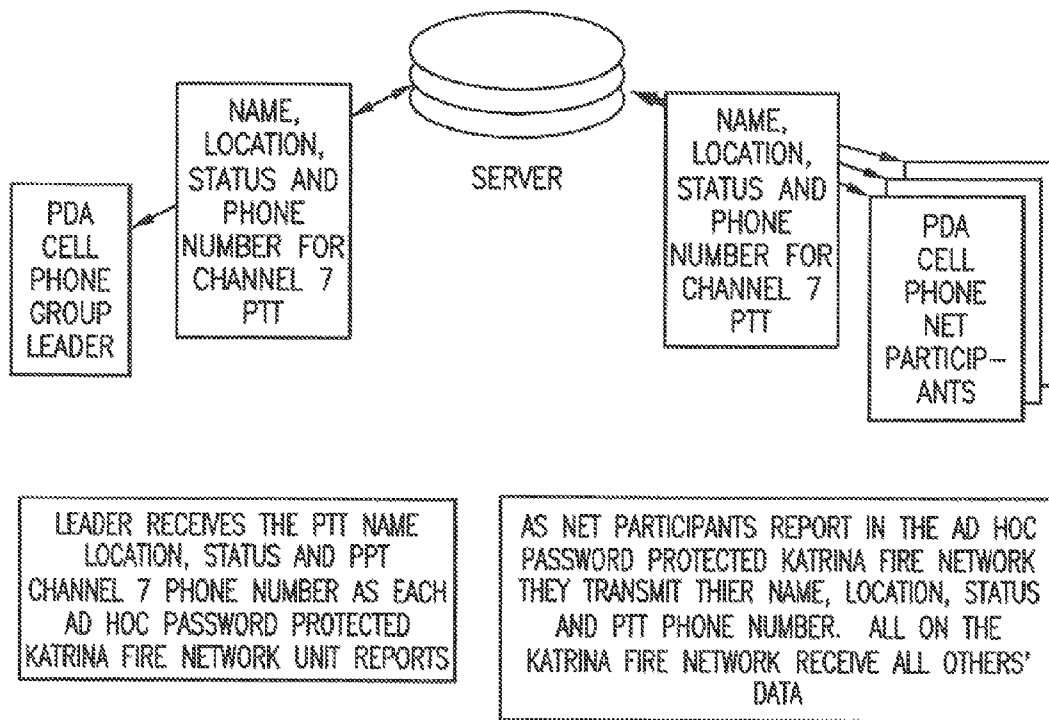 PDA
CELL
PHONE
GROUP
LEADER
NAME,
LOCATION,
STATUS AND
PHONE
NUMBER FOR
CHANNEL 7
PTT
SERVER
NAME,
LOCATION,
STATUS AND
PHONE
NUMBER FOR
CHANNEL 7
PTT
PDA
CELL
PHONE
NET
PARTICIP-
ANTS
LEADER RECEIVES THE PTT NAME
LOCATION, STATUS AND PPT
CHANNEL 7 PHONE NUMBER AS EACH
AD HOC PASSWORD PROTECTED
KATRINA FIRE NETWORK UNIT REPORTS
AS NET PARTICIPANTS REPORT IN THE AD HOC
PASSWORD PROTECTED KATRINA FIRE NETWORK
THEY TRANSMIT THIER NAME, LOCATION, STATUS
AND PTT PHONE NUMBER. ALL ON THE
KATRINA FIRE NETWORK RECEIVE ALL OTHERS'
DATA